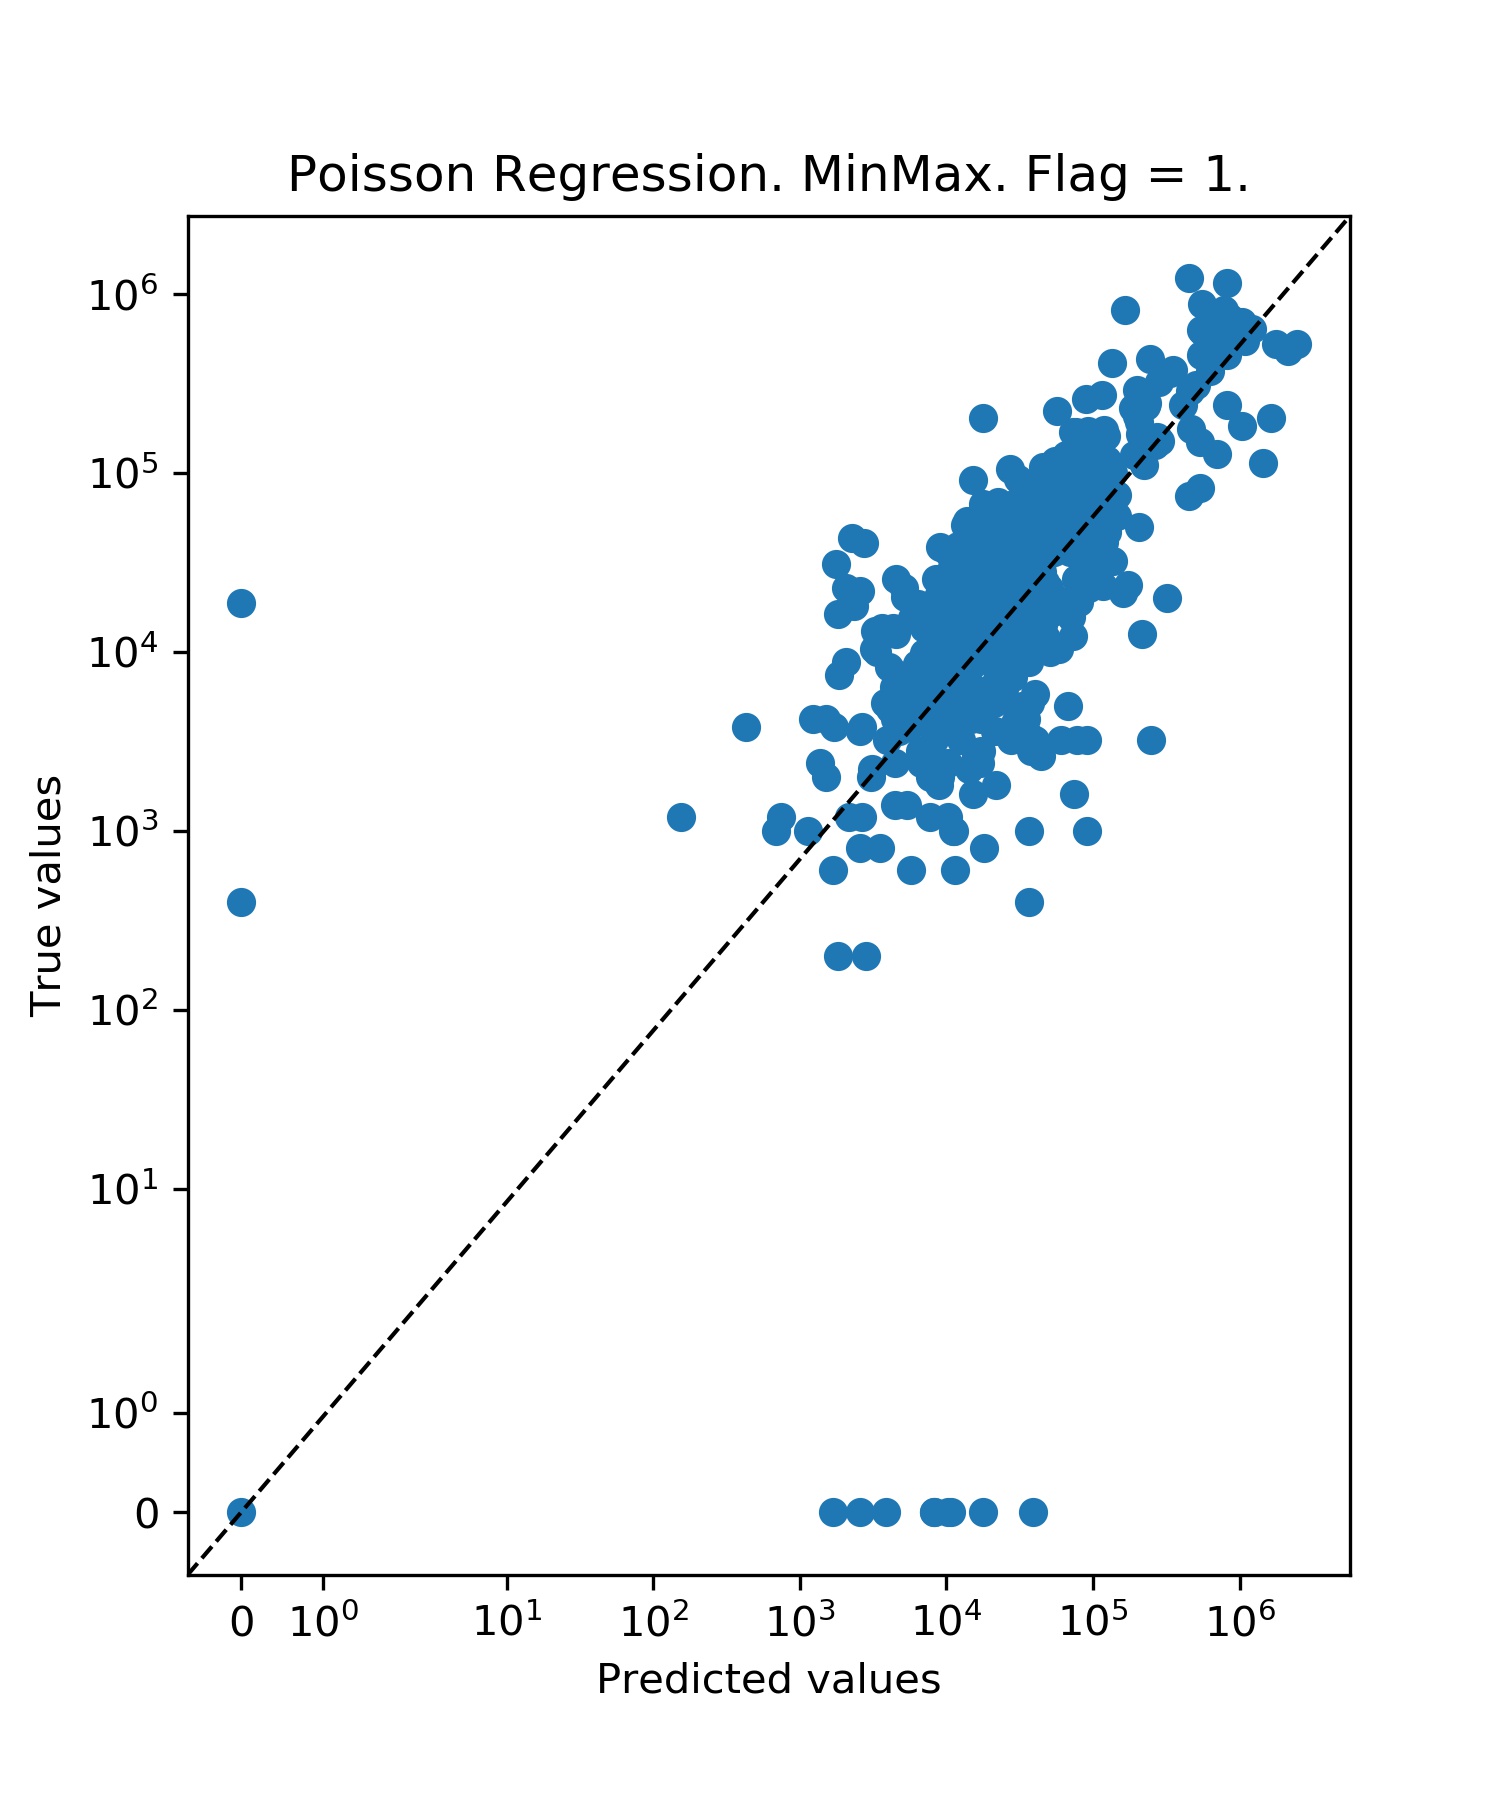 Poisson Regression. MinMax. Flag = 1.
10⁶
10⁵
10⁴
10³
10²
10¹
10⁰
0
True values
0 10⁰ 10¹ 10² 10³ 10⁴ 10⁵ 10⁶
Predicted values